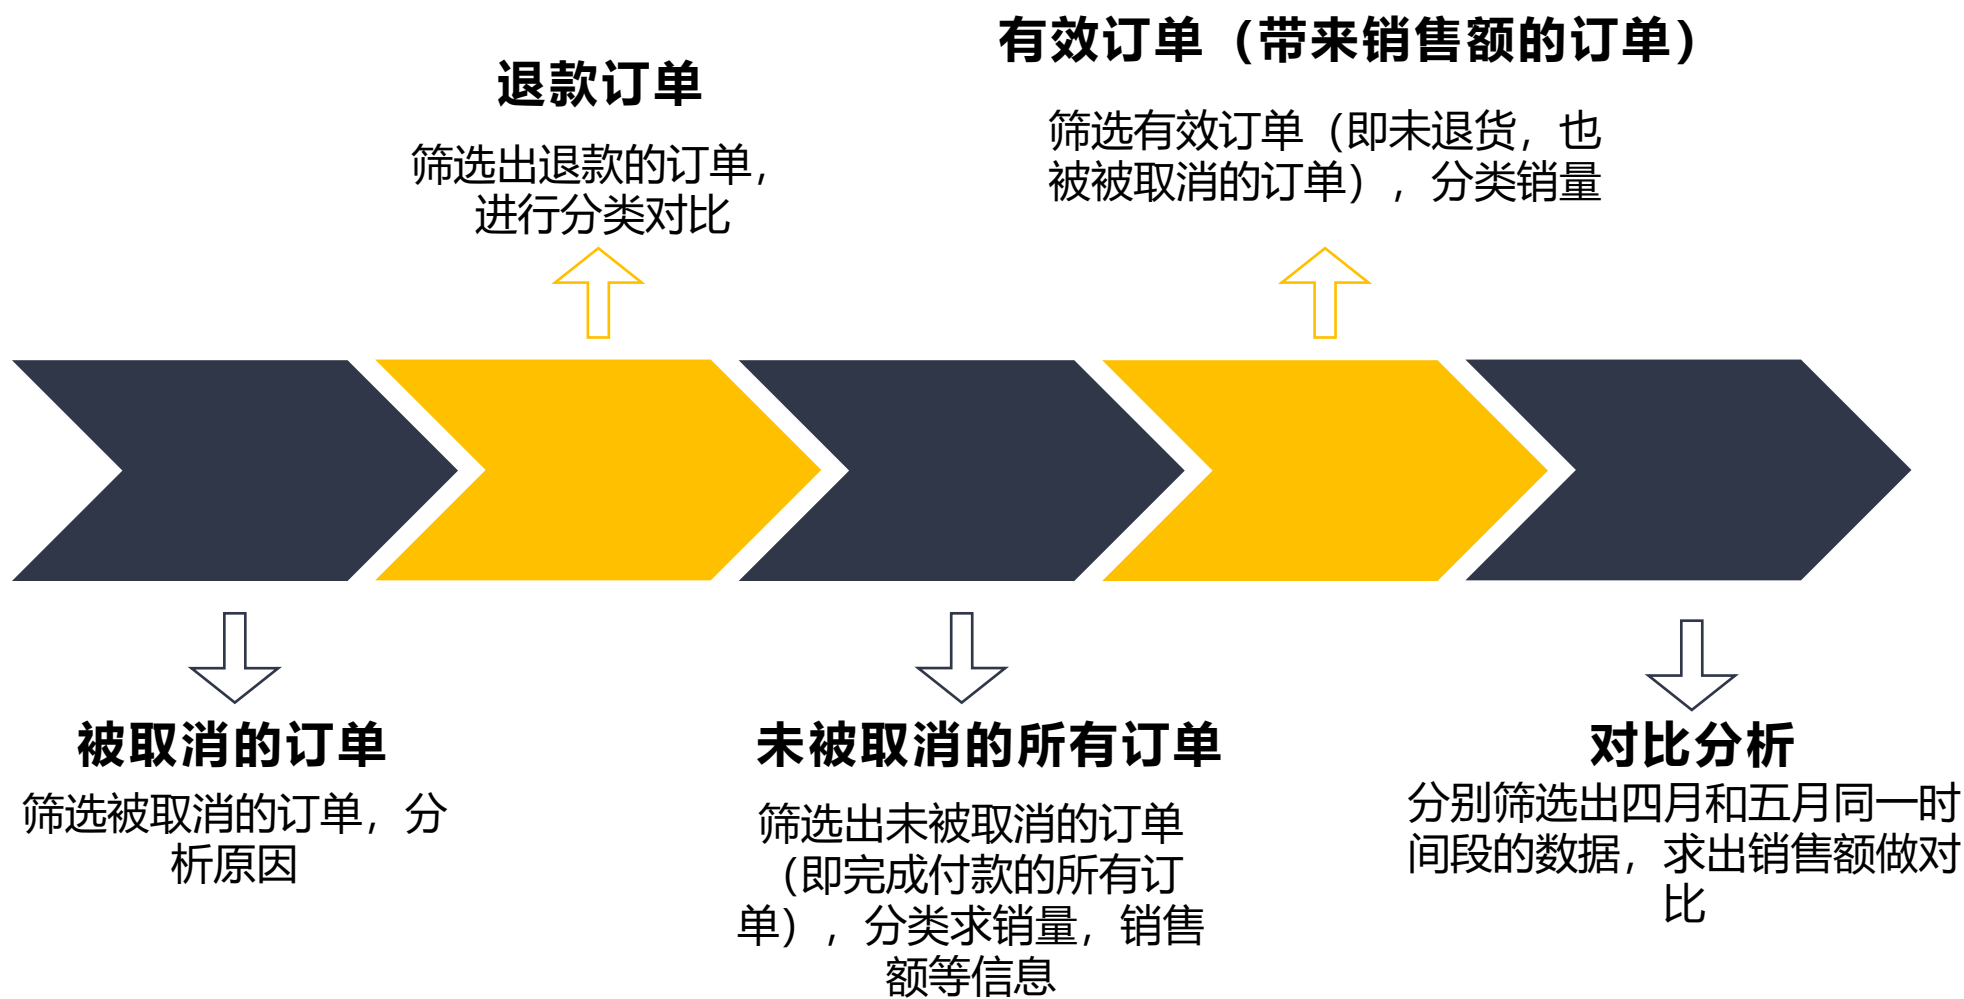 有效订单（带来销售额的订单）
退款订单
筛选有效订单（即未退货，也
被被取消的订单），分类销量
筛选出退款的订单，
进行分类对比
被取消的订单
筛选被取消的订单，分
析原因
未被取消的所有订单
筛选出未被取消的订单
（即完成付款的所有订
单），分类求销量，销售
额等信息
对比分析
分别筛选出四月和五月同一时
间段的数据，求出销售额做对
比